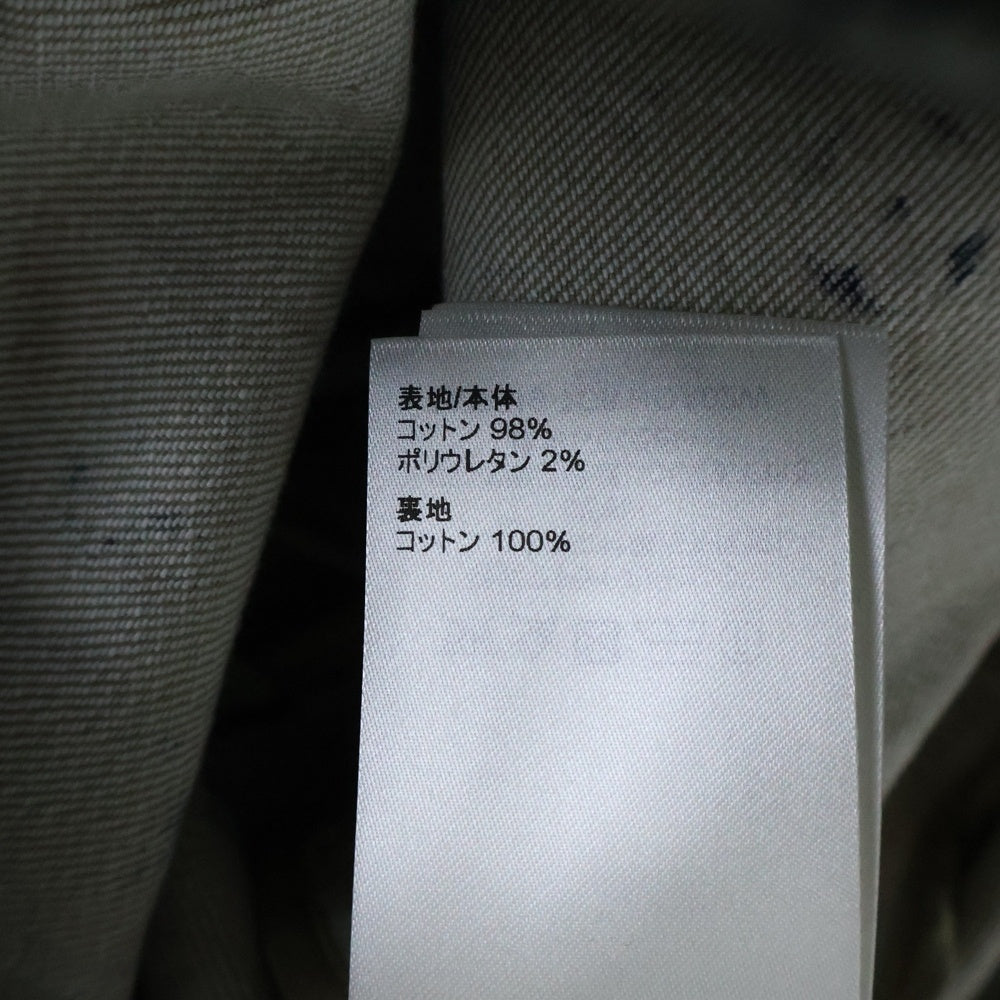 表地/本体
コットン 98%
ポリウレタン 2%
裏地
コットン 100%